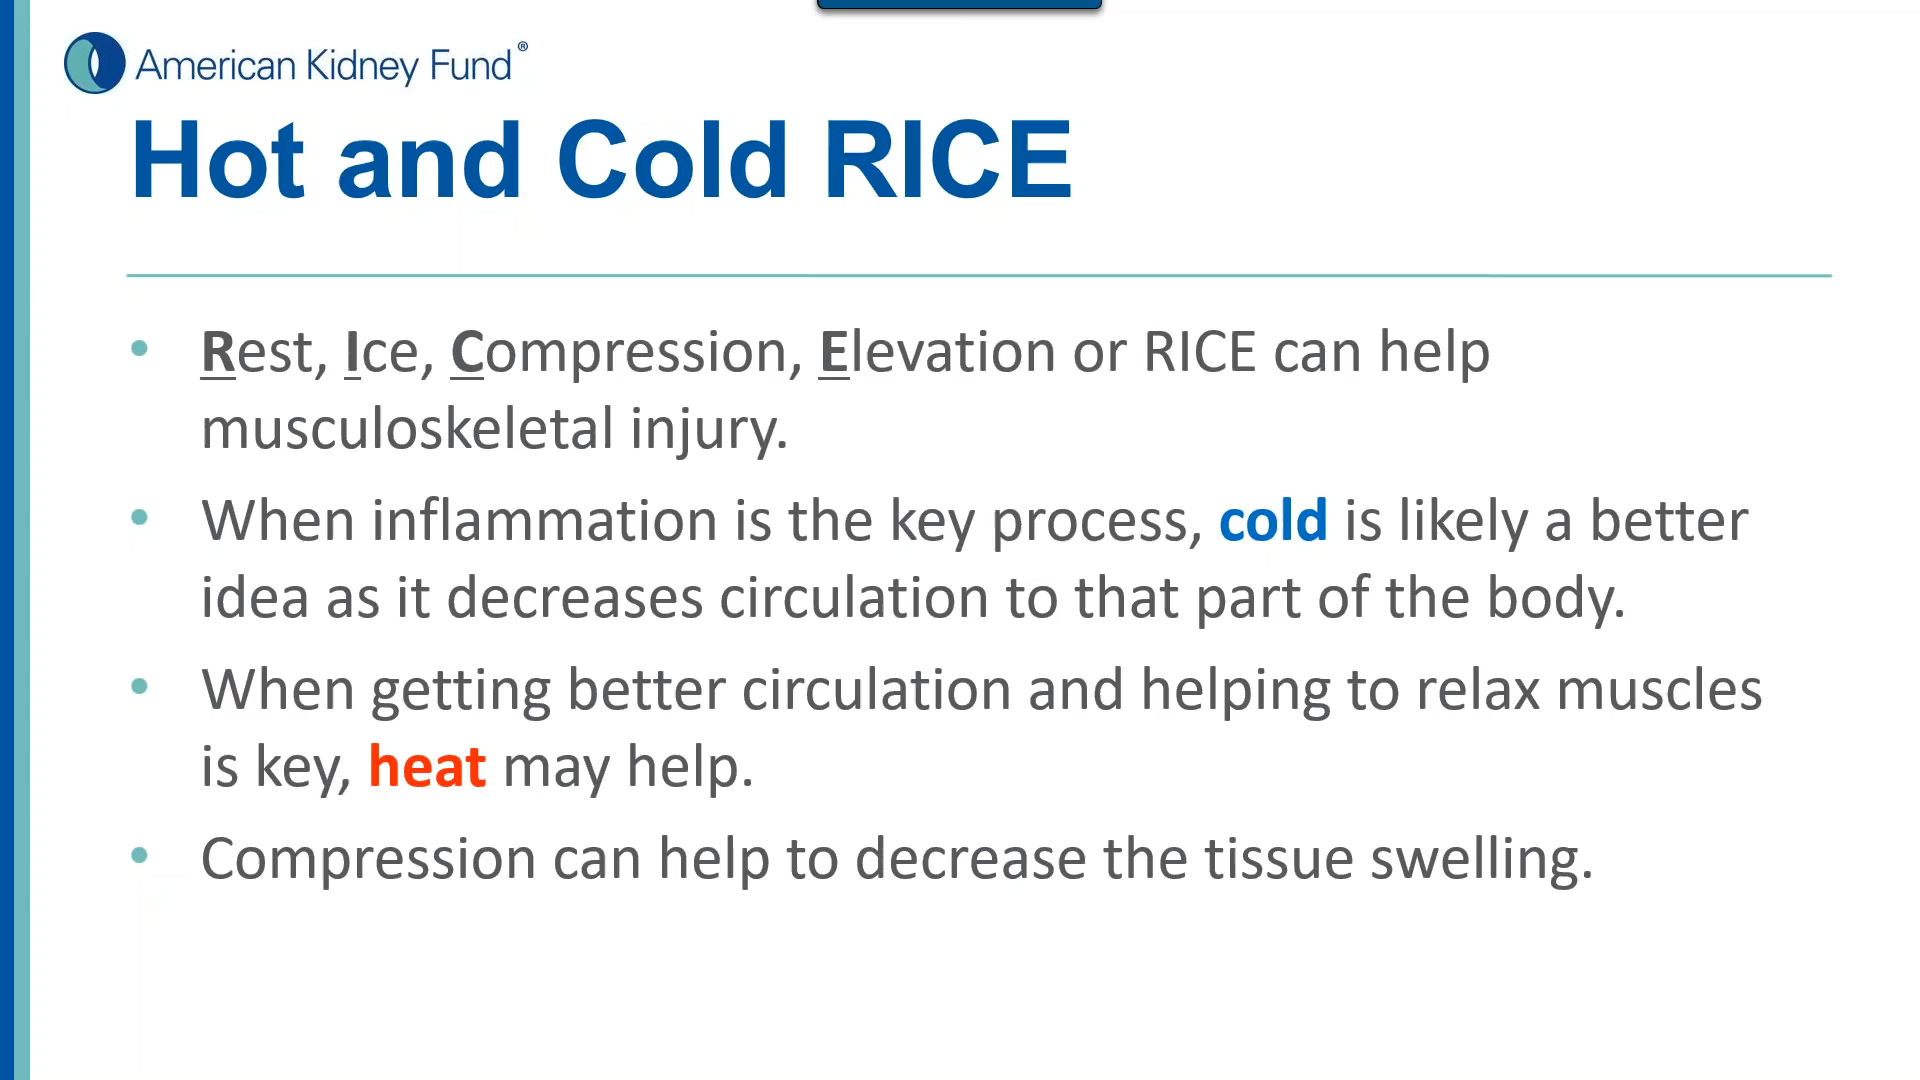 American Kidney Fund®
Hot and Cold RICE
• Rest, Ice, Compression, Elevation or RICE can help
musculoskeletal injury.
• When inflammation is the key process, cold is likely a better
idea as it decreases circulation to that part of the body.
• When getting better circulation and helping to relax muscles
is key, heat may help.
• Compression can help to decrease the tissue swelling.